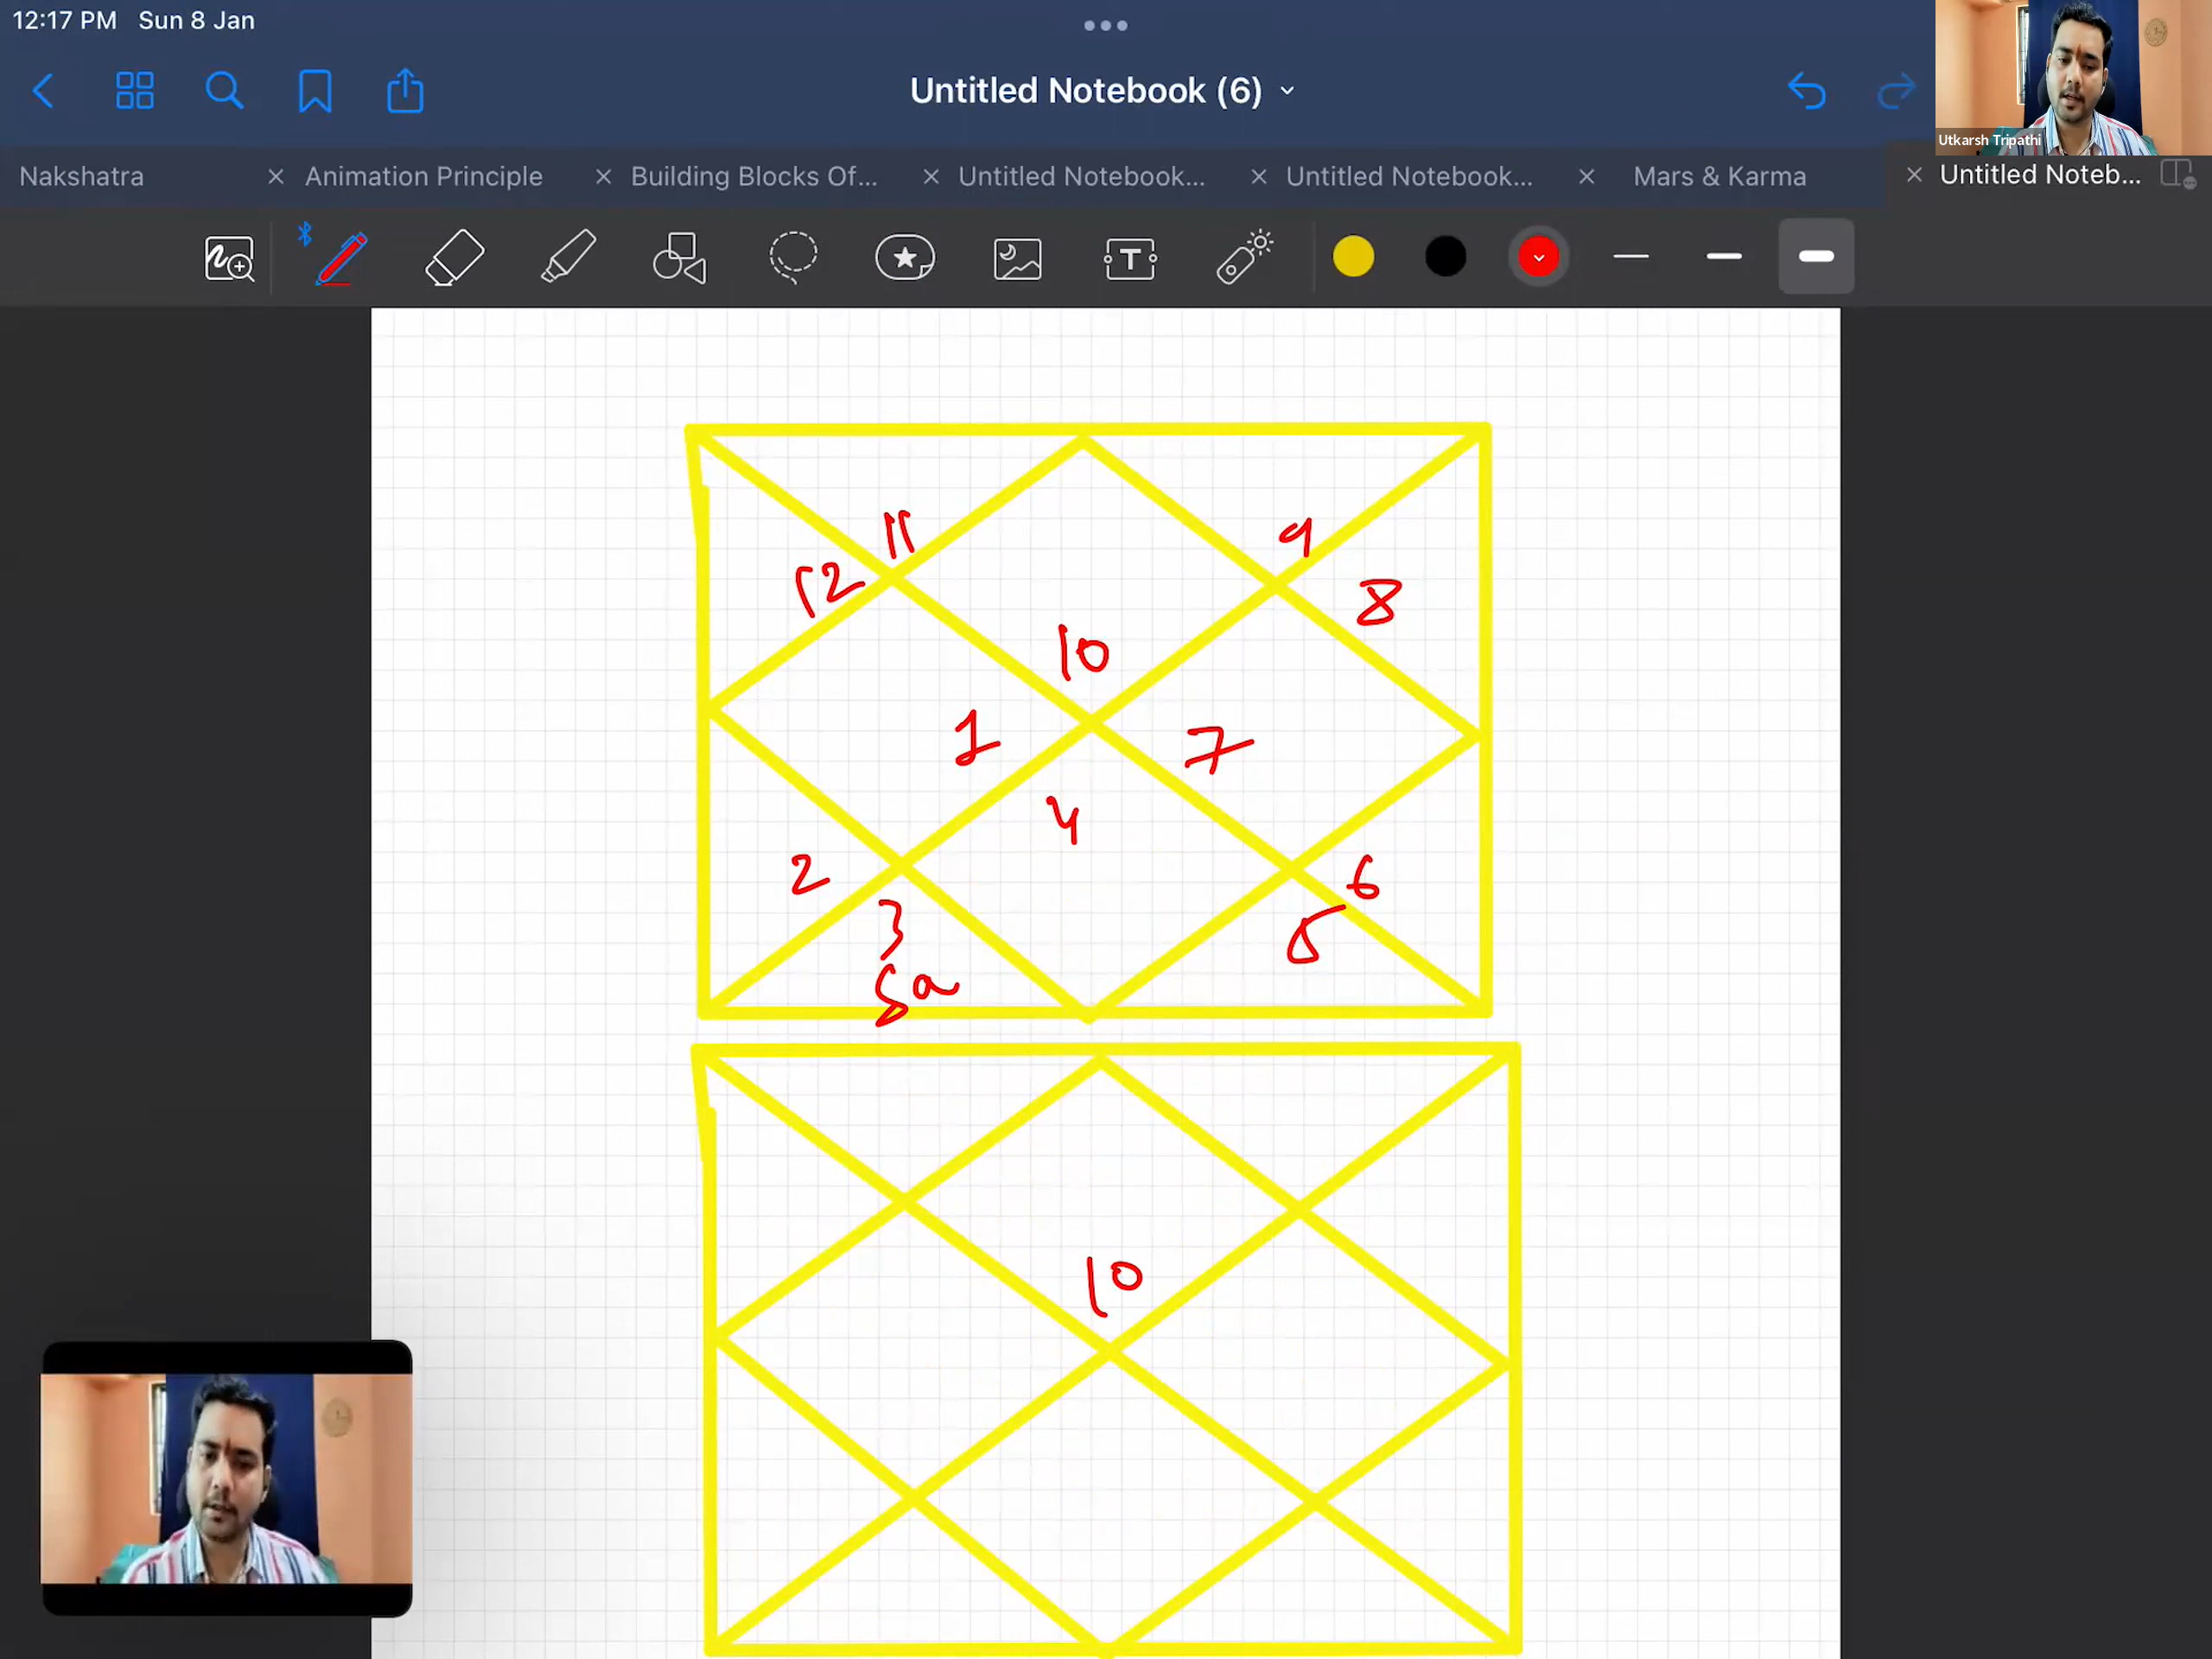 12:17 PM Sun 8 Jan
Untitled Notebook (6)
Utkarsh Tripathi
Nakshatra
Animation Principle
Building Blocks Of...
Untitled Notebook...
Untitled Notebook...
Mars & Karma
Untitled Noteb...
T
11
9
12
8
10
1
7
4
2
6
3
5
Sa
10